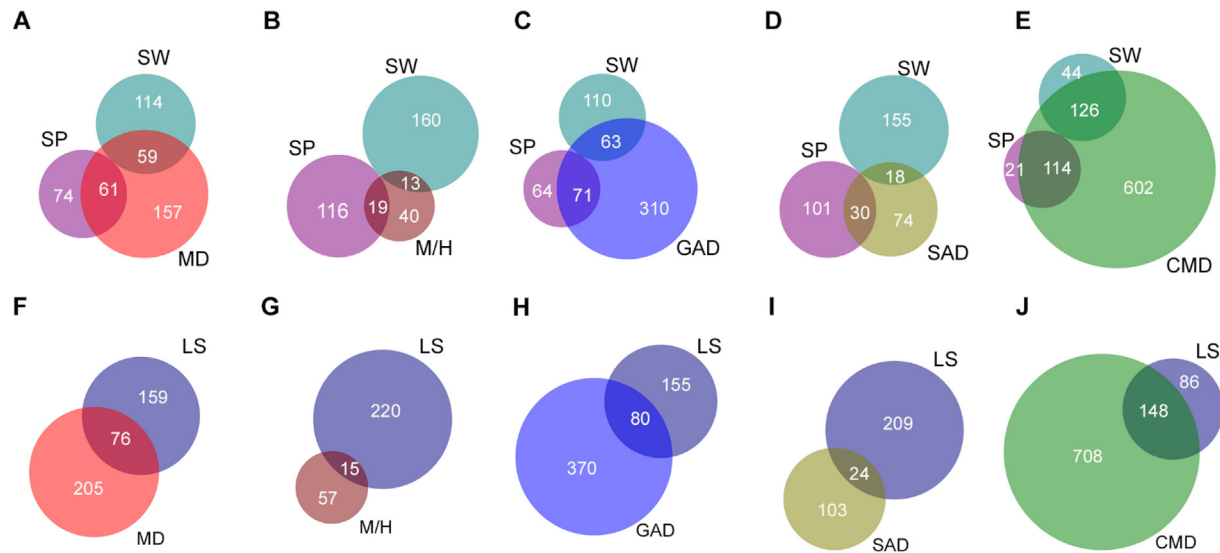 A B C D E
SW SW SW SW 44
114 160 110 155 126
SP 59 SP 13 SP 63 SP 18 SP
74 61 157 116 19 40 64 71 310 101 30 74 21 114 602
MD M/H GAD SAD CMD
F G H I J
LS LS LS LS LS
159 220 155 209 86
76 15 80 24 148
205 57 370 103 708
MD M/H GAD SAD CMD